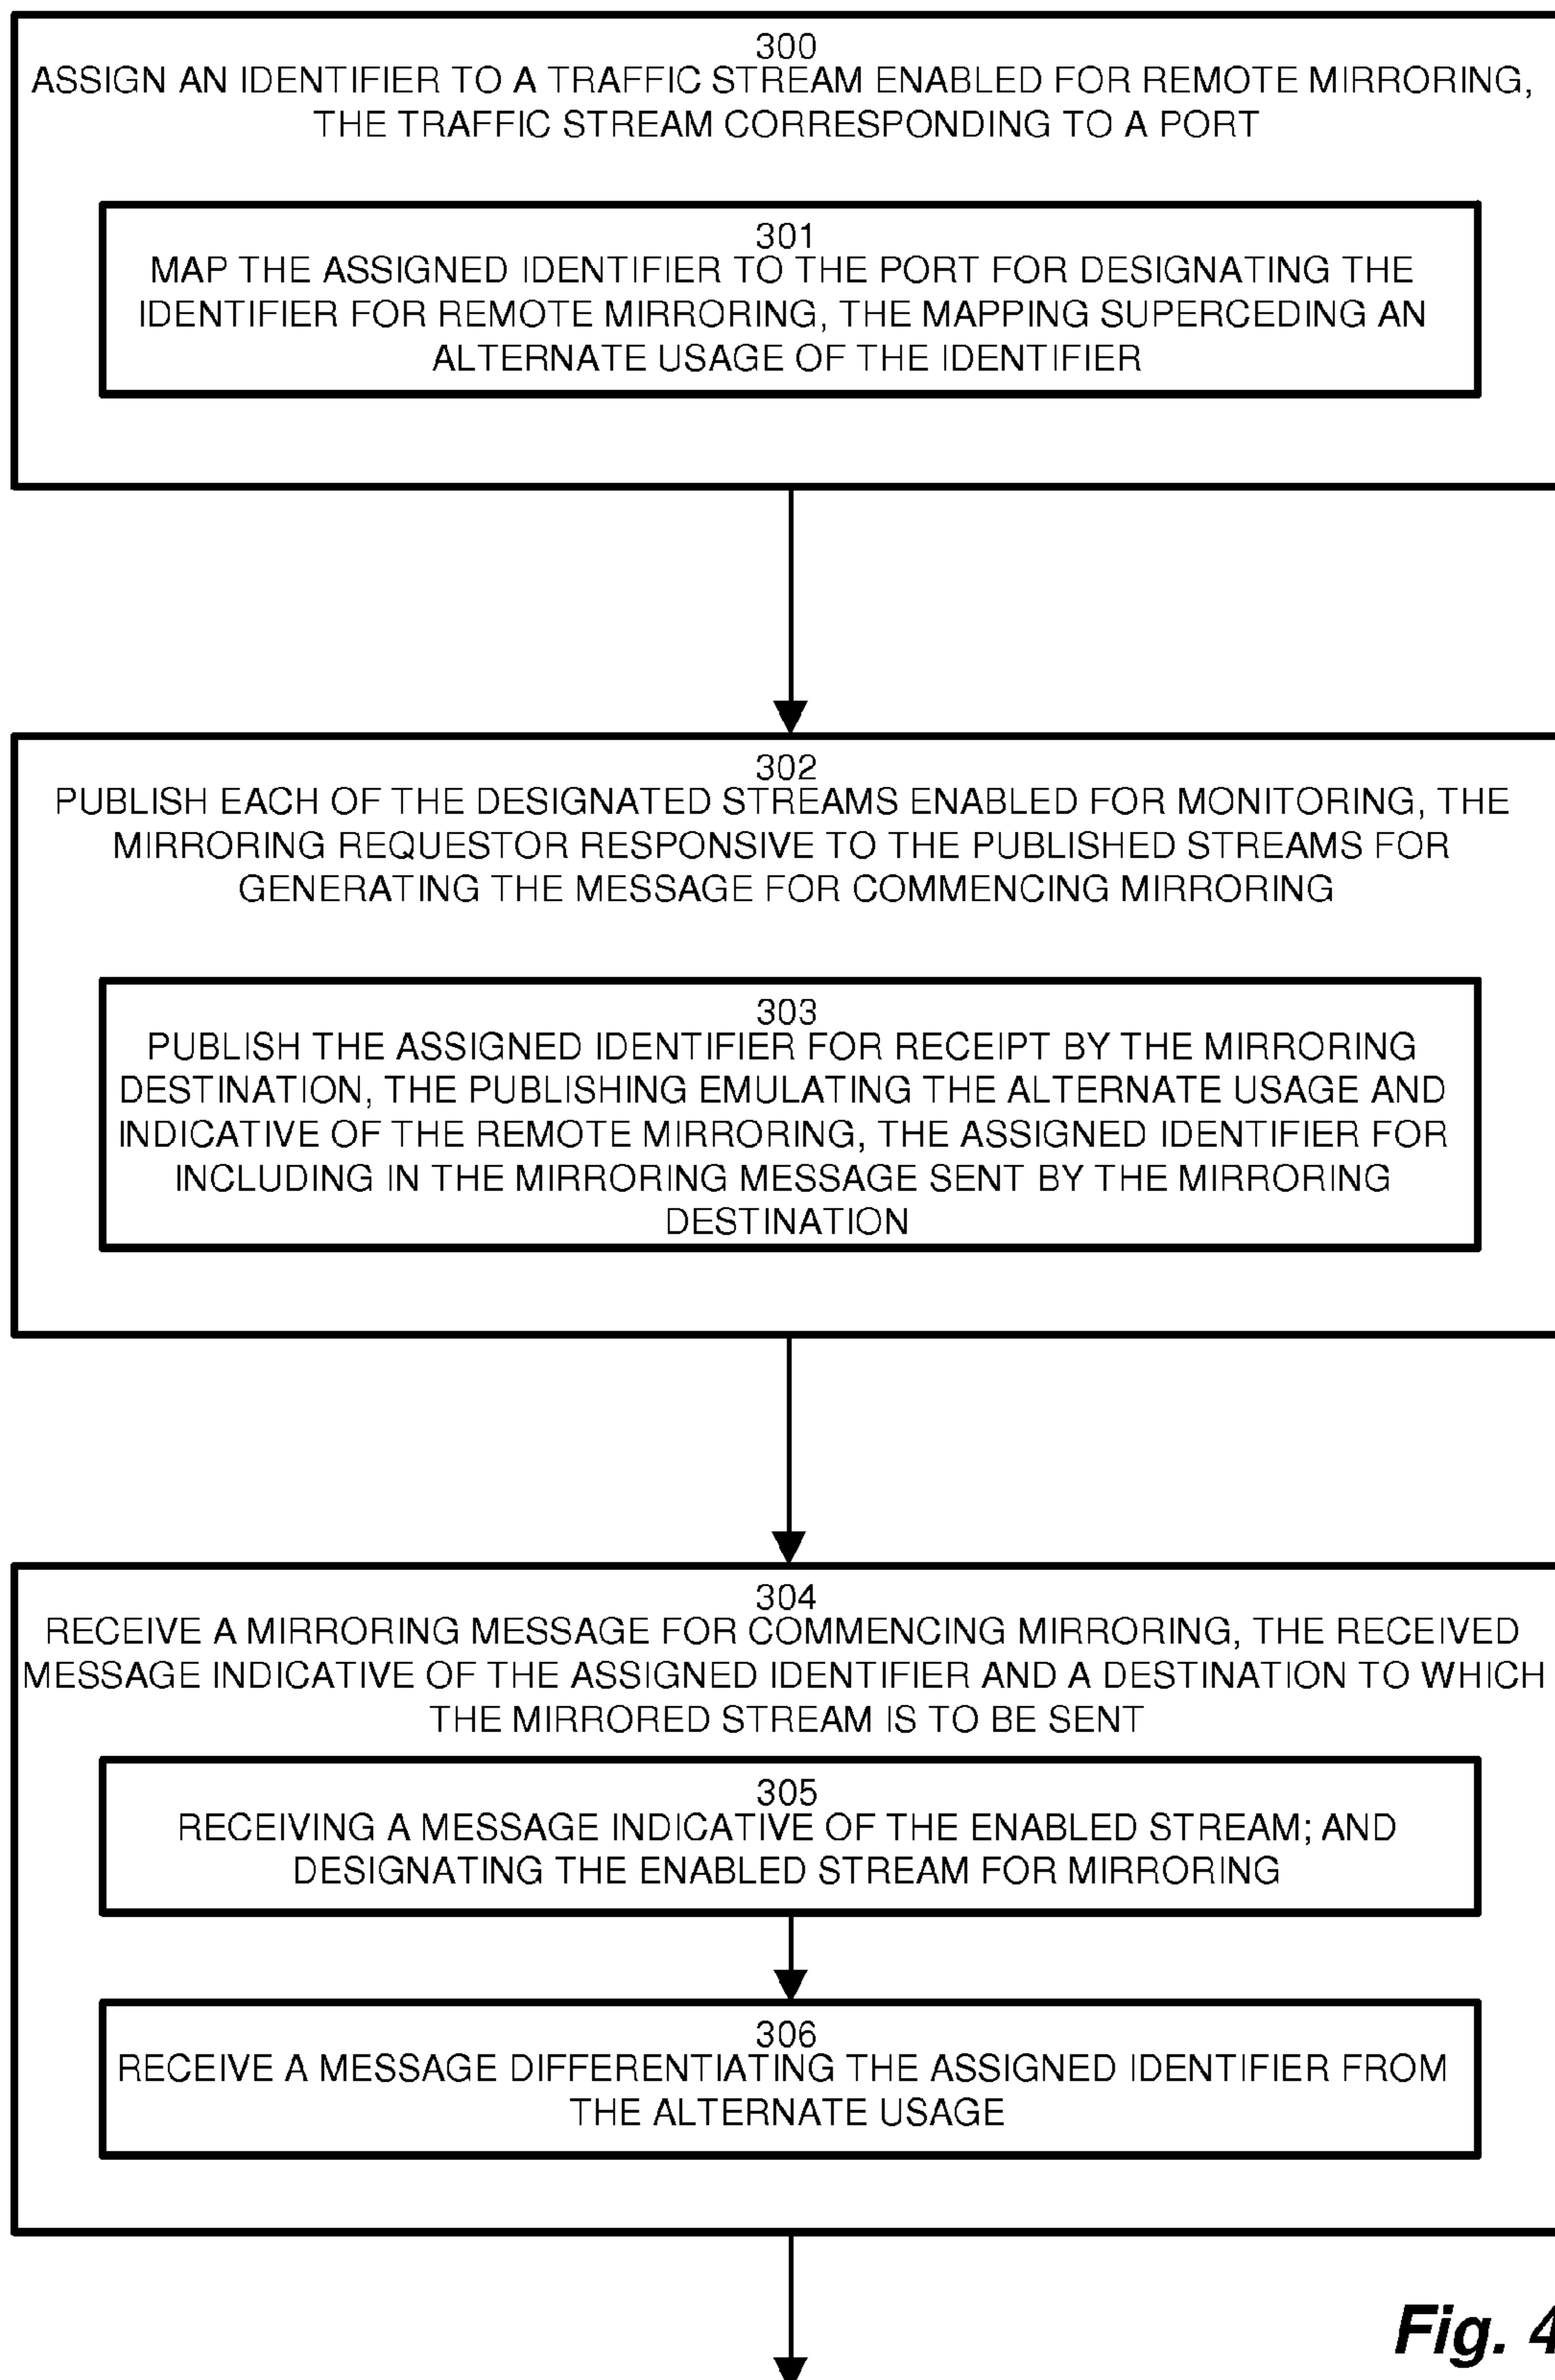 300
ASSIGN AN IDENTIFIER TO A TRAFFIC STREAM ENABLED FOR REMOTE MIRRORING,
THE TRAFFIC STREAM CORRESPONDING TO A PORT
301
MAP THE ASSIGNED IDENTIFIER TO THE PORT FOR DESIGNATING THE
IDENTIFIER FOR REMOTE MIRRORING, THE MAPPING SUPERCEDING AN
ALTERNATE USAGE OF THE IDENTIFIER
302
PUBLISH EACH OF THE DESIGNATED STREAMS ENABLED FOR MONITORING, THE
MIRRORING REQUESTOR RESPONSIVE TO THE PUBLISHED STREAMS FOR
GENERATING THE MESSAGE FOR COMMENCING MIRRORING
303
PUBLISH THE ASSIGNED IDENTIFIER FOR RECEIPT BY THE MIRRORING
DESTINATION, THE PUBLISHING EMULATING THE ALTERNATE USAGE AND
INDICATIVE OF THE REMOTE MIRRORING, THE ASSIGNED IDENTIFIER FOR
INCLUDING IN THE MIRRORING MESSAGE SENT BY THE MIRRORING
DESTINATION
304
RECEIVE A MIRRORING MESSAGE FOR COMMENCING MIRRORING, THE RECEIVED
MESSAGE INDICATIVE OF THE ASSIGNED IDENTIFIER AND A DESTINATION TO WHICH
THE MIRRORED STREAM IS TO BE SENT
305
RECEIVING A MESSAGE INDICATIVE OF THE ENABLED STREAM; AND
DESIGNATING THE ENABLED STREAM FOR MIRRORING
306
RECEIVE A MESSAGE DIFFERENTIATING THE ASSIGNED IDENTIFIER FROM
THE ALTERNATE USAGE
Fig. 4